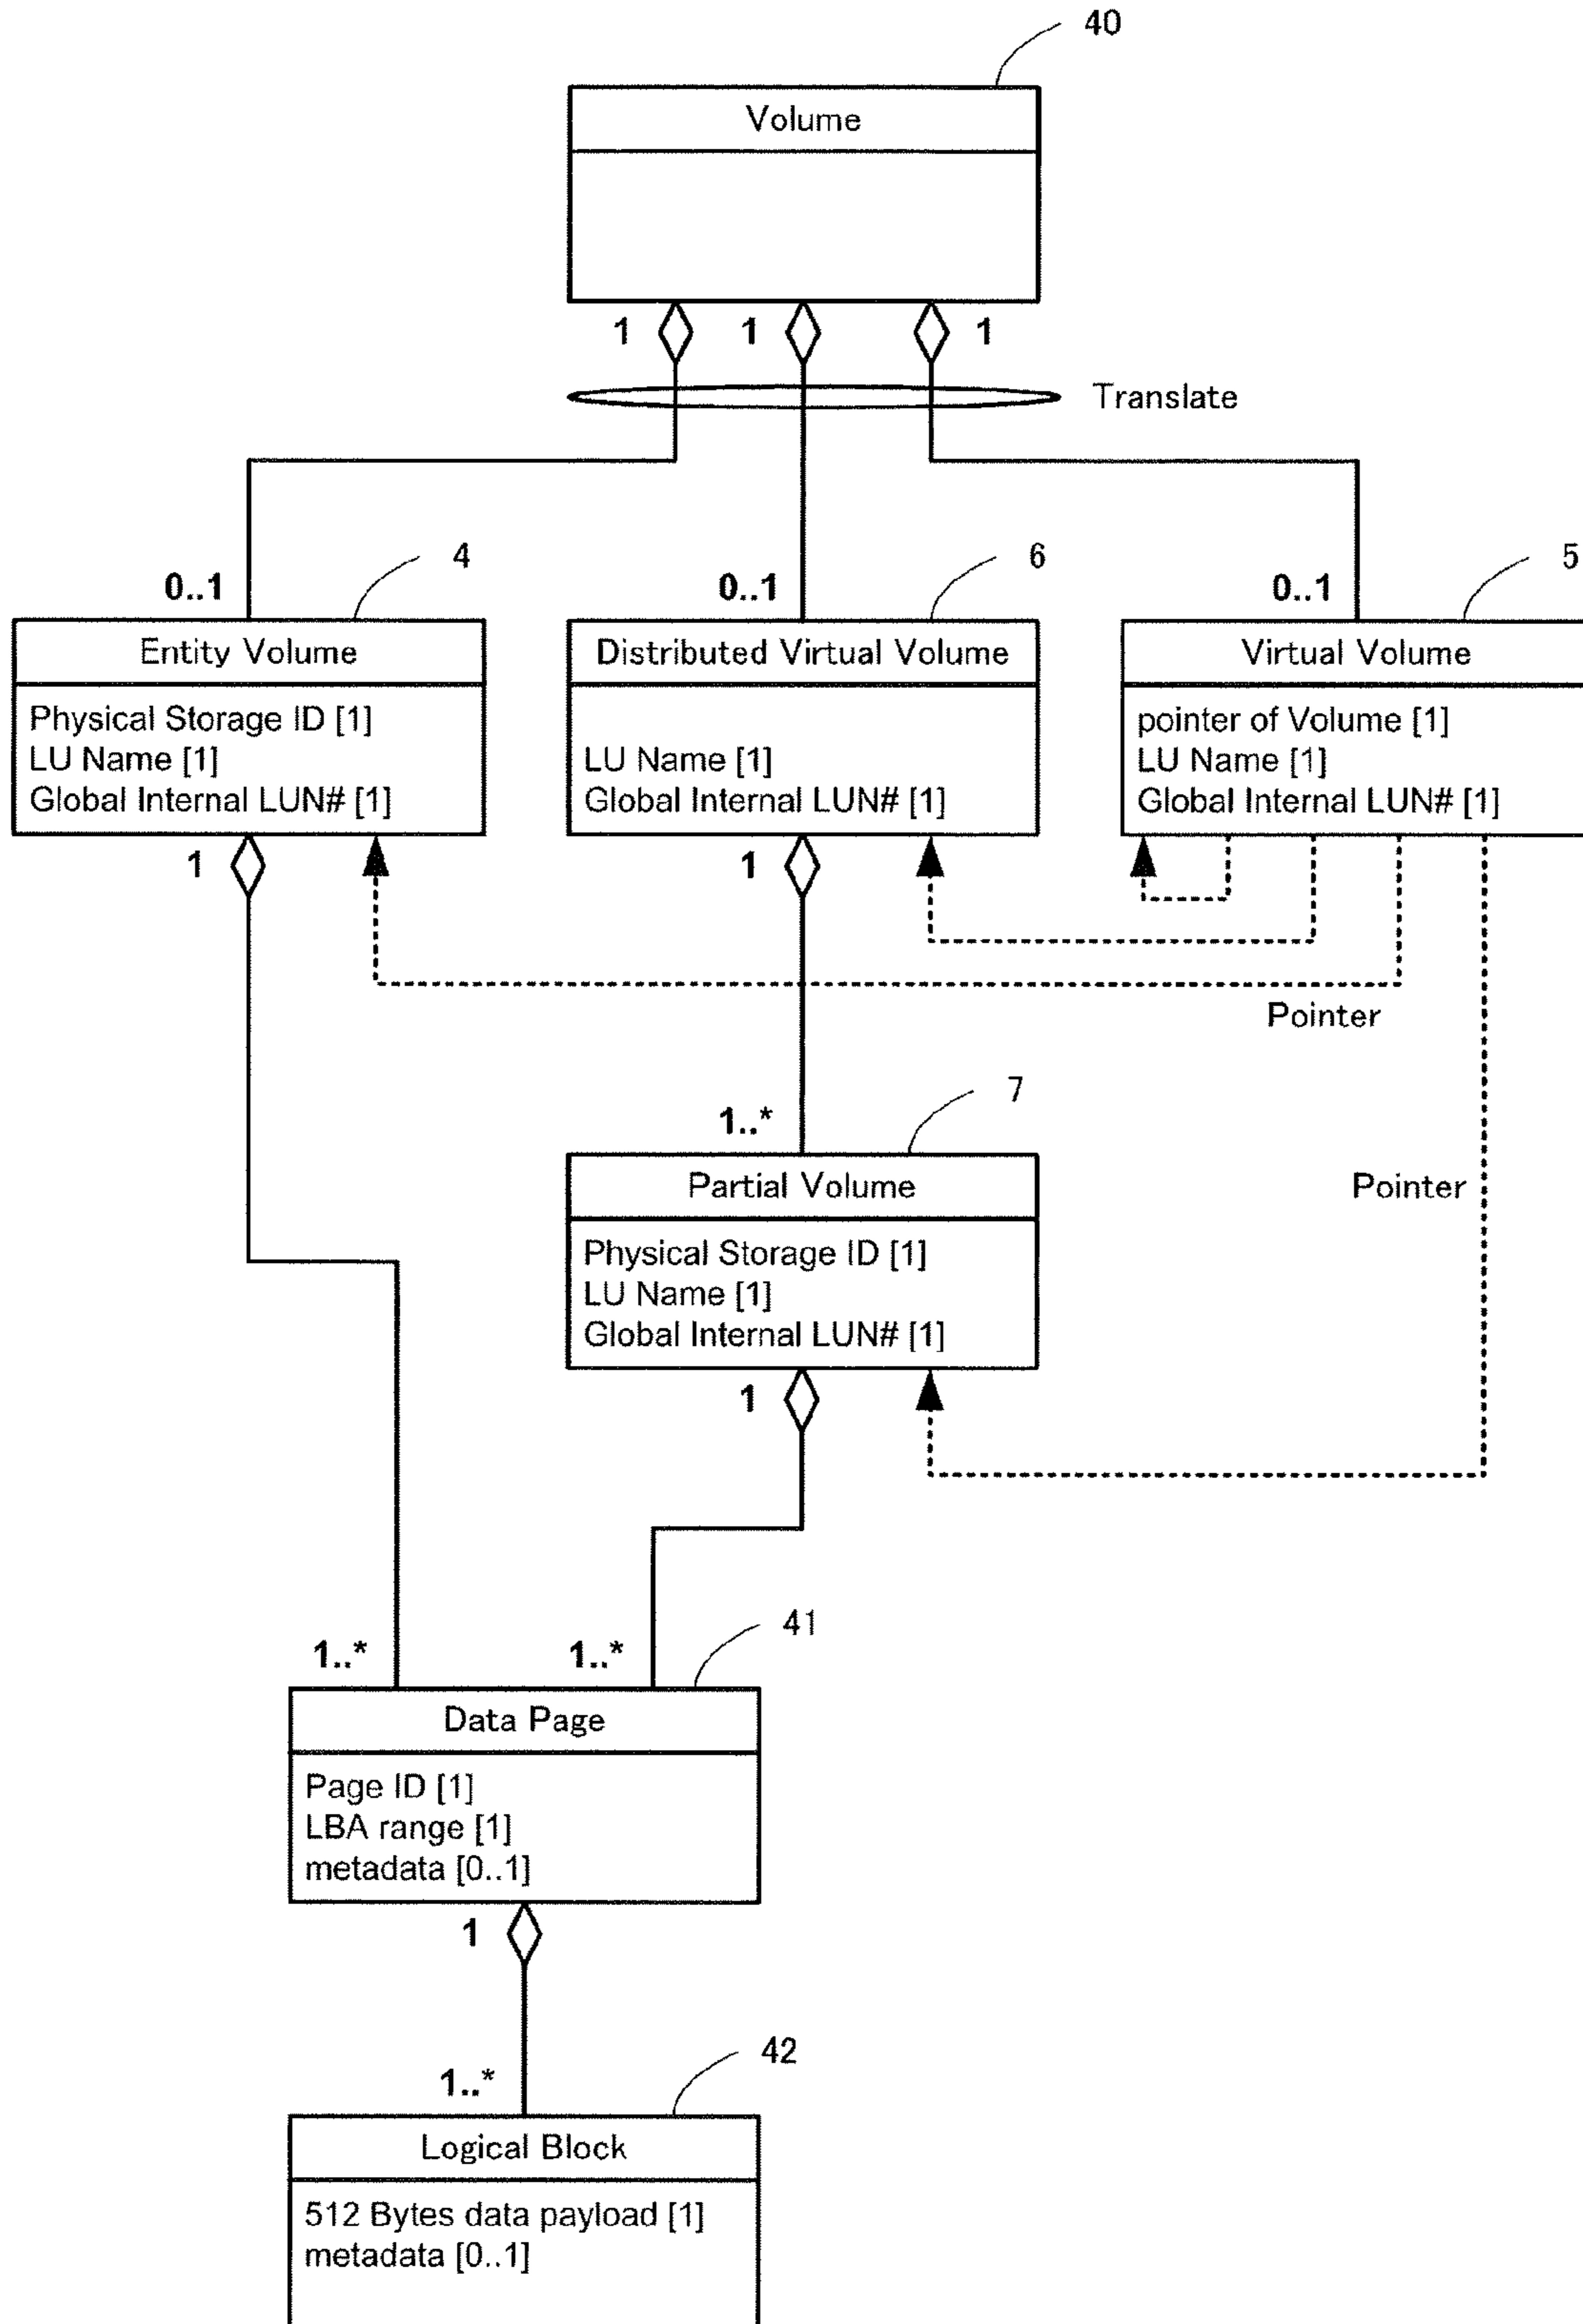 40
Volume
1
1
1
Translate
4
6
5
0..1
0..1
0..1
Entity Volume
Physical Storage ID [1]
LU Name [1]
Global Internal LUN# [1]
Distributed Virtual Volume
LU Name [1]
Global Internal LUN# [1]
Virtual Volume
pointer of Volume [1]
LU Name [1]
Global Internal LUN# [1]
1
1
Pointer
7
1..*
Pointer
Partial Volume
Physical Storage ID [1]
LU Name [1]
Global Internal LUN# [1]
1
41
1..*
1..*
Data Page
Page ID [1]
LBA range [1]
metadata [0..1]
1
42
1..*
Logical Block
512 Bytes data payload [1]
metadata [0..1]